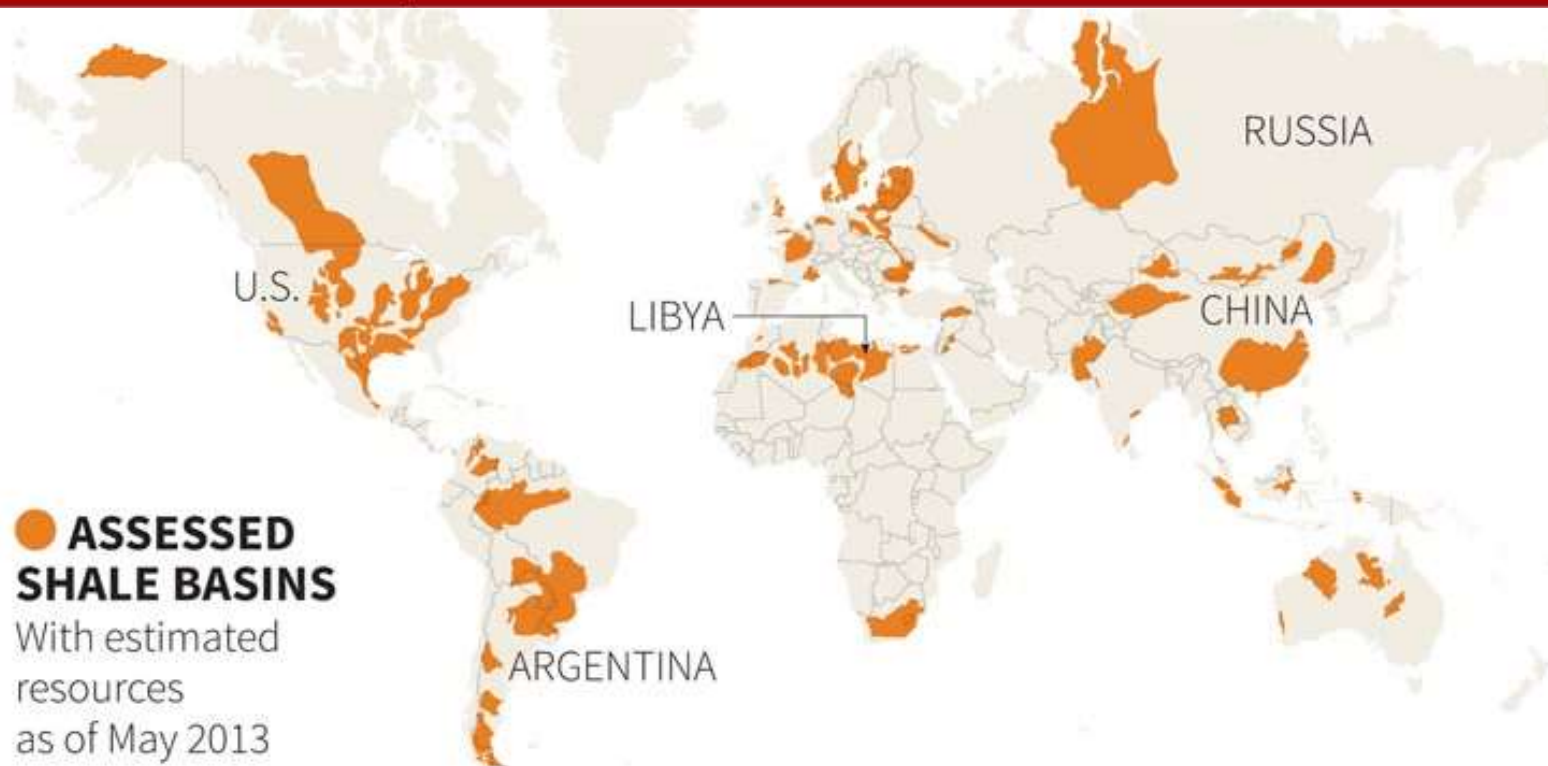 RUSSIA
U.S.
LIBYA
CHINA
ARGENTINA
ASSESSED
SHALE BASINS
With estimated
resources
as of May 2013